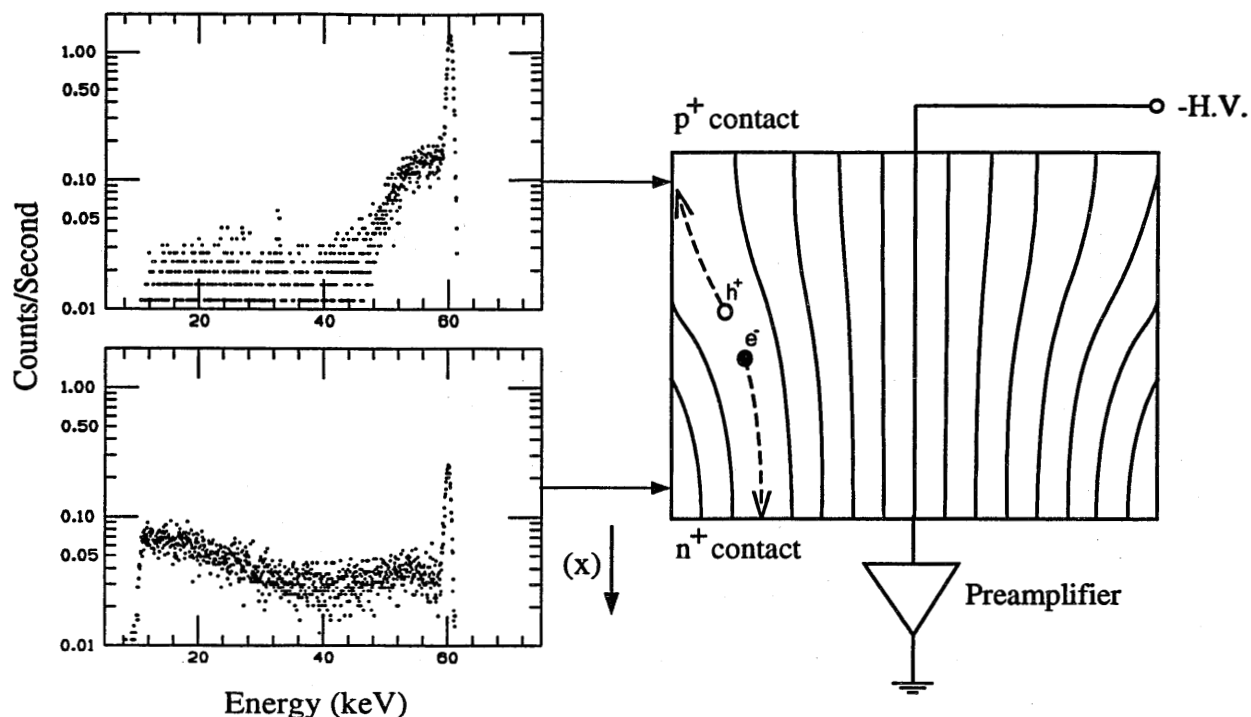 Counts/Second
1.00
0.50
0.10
0.05
0.01
20
40
60
1.00
0.50
0.10
0.05
0.01
20
40
60
Energy (keV)
p+ contact
-H.V.
h+
e-
n+ contact
(x)
Preamplifier